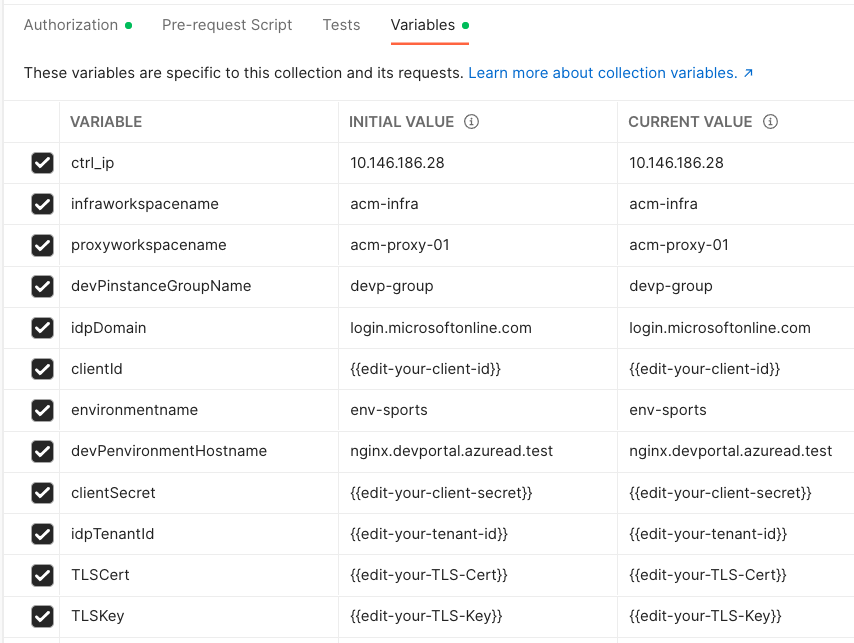 Authorization Pre-request Script Tests Variables
These variables are specific to this collection and its requests. Learn more about collection variables. ↗
VARIABLE INITIAL VALUE CURRENT VALUE
ctrl_ip 10.146.186.28 10.146.186.28
infraworkspacename acm-infra acm-infra
proxyworkspacename acm-proxy-01 acm-proxy-01
devPinstanceGroupName devp-group devp-group
idpDomain login.microsoftonline.com login.microsoftonline.com
clientId {{edit-your-client-id}} {{edit-your-client-id}}
environmentname env-sports env-sports
devPenvironmentHostname nginx.devportal.azuread.test nginx.devportal.azuread.test
clientSecret {{edit-your-client-secret}} {{edit-your-client-secret}}
idpTenantId {{edit-your-tenant-id}} {{edit-your-tenant-id}}
TLSCert {{edit-your-TLS-Cert}} {{edit-your-TLS-Cert}}
TLSKey {{edit-your-TLS-Key}} {{edit-your-TLS-Key}}